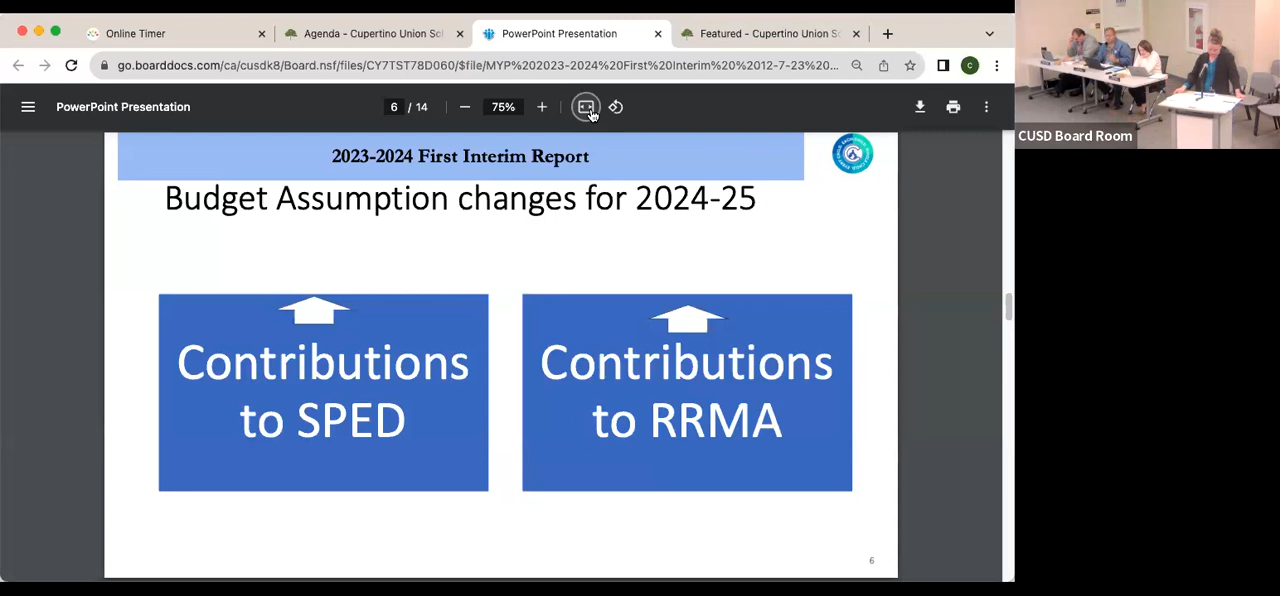 Online Timer
Agenda - Cupertino Union Sc
PowerPoint Presentation
Featured - Cupertino Union Sc
go.boarddocs.com/ca/cusdk8/Board.nsf/files/CY7TST78DD80/$file/MYP%202023-2024%20First%20Interim%20%2012-7-23%20...
C
PowerPoint Presentation
6 / 14
75%
CUSD Board Room
2023-2024 First Interim Report
Budget Assumption changes for 2024-25
Contributions
to SPED
Contributions
to RRMA
6